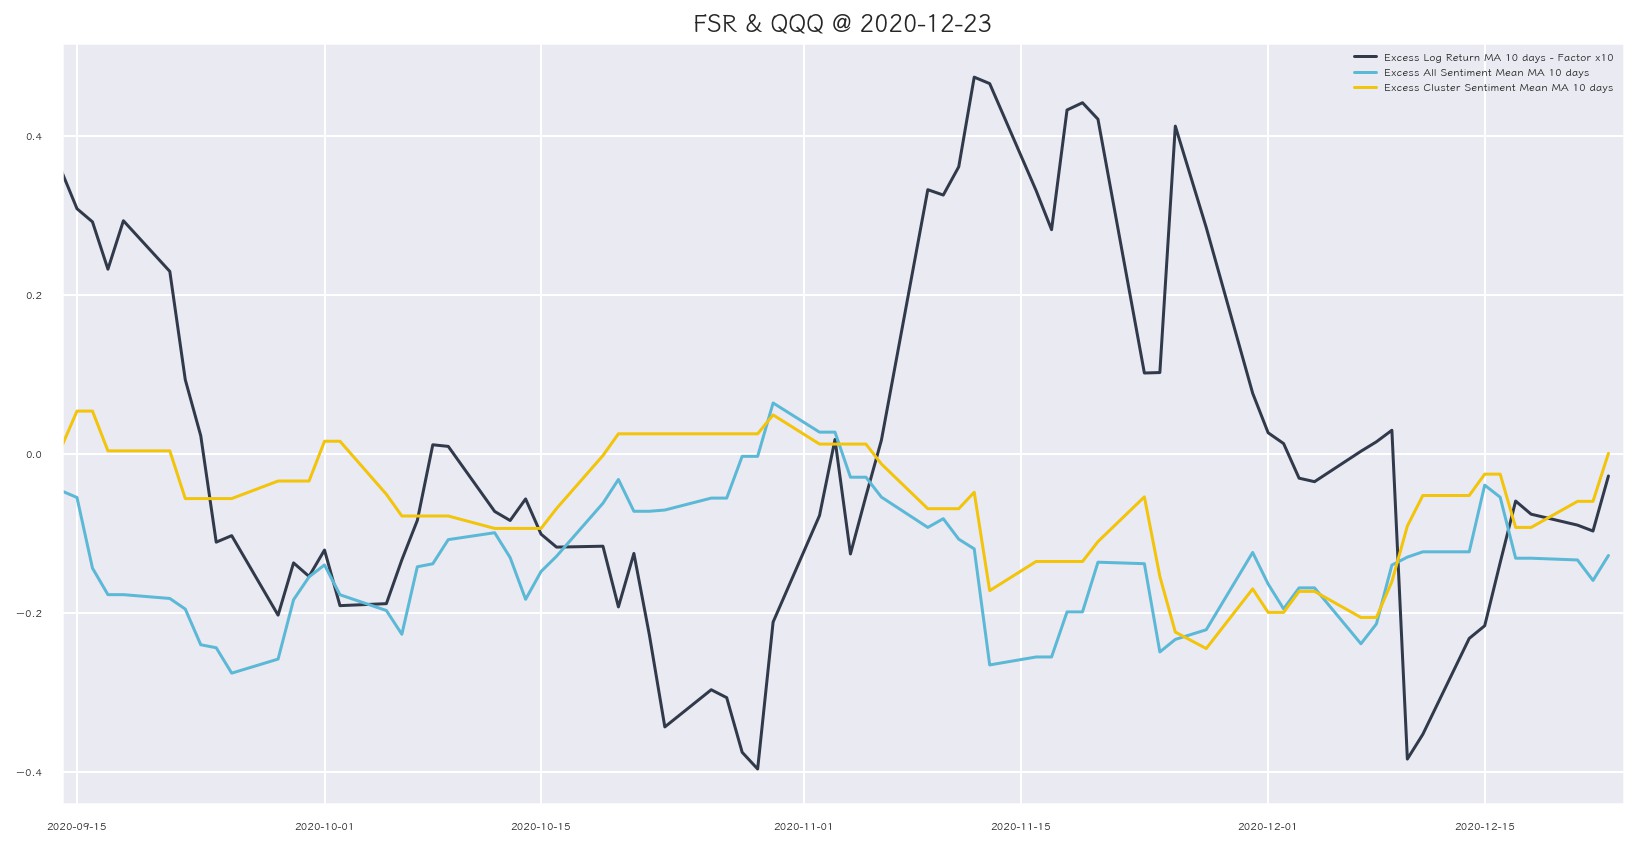 FSR & QQQ @ 2020-12-23
Excess Log Return MA 10 days - Factor x10
Excess All Sentiment Mean MA 10 days
Excess Cluster Sentiment Mean MA 10 days
0.4
0.2
0.0
−0.2
−0.4
2020-09-15 2020-10-01 2020-10-15 2020-11-01 2020-11-15 2020-12-01 2020-12-15